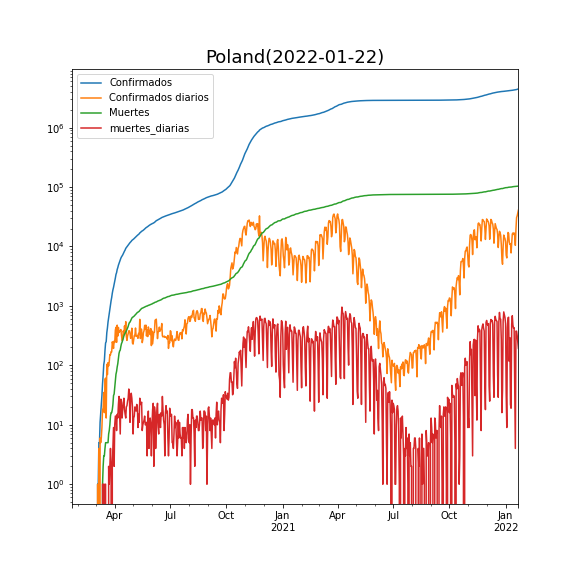 Poland(2022-01-22)
Confirmados
Confirmados diarios
Muertes
muertes_diarias
10^6
10^5
10^4
10^3
10^2
10^1
10^0
Apr Jul Oct Jan Apr Jul Oct Jan
2021 2022